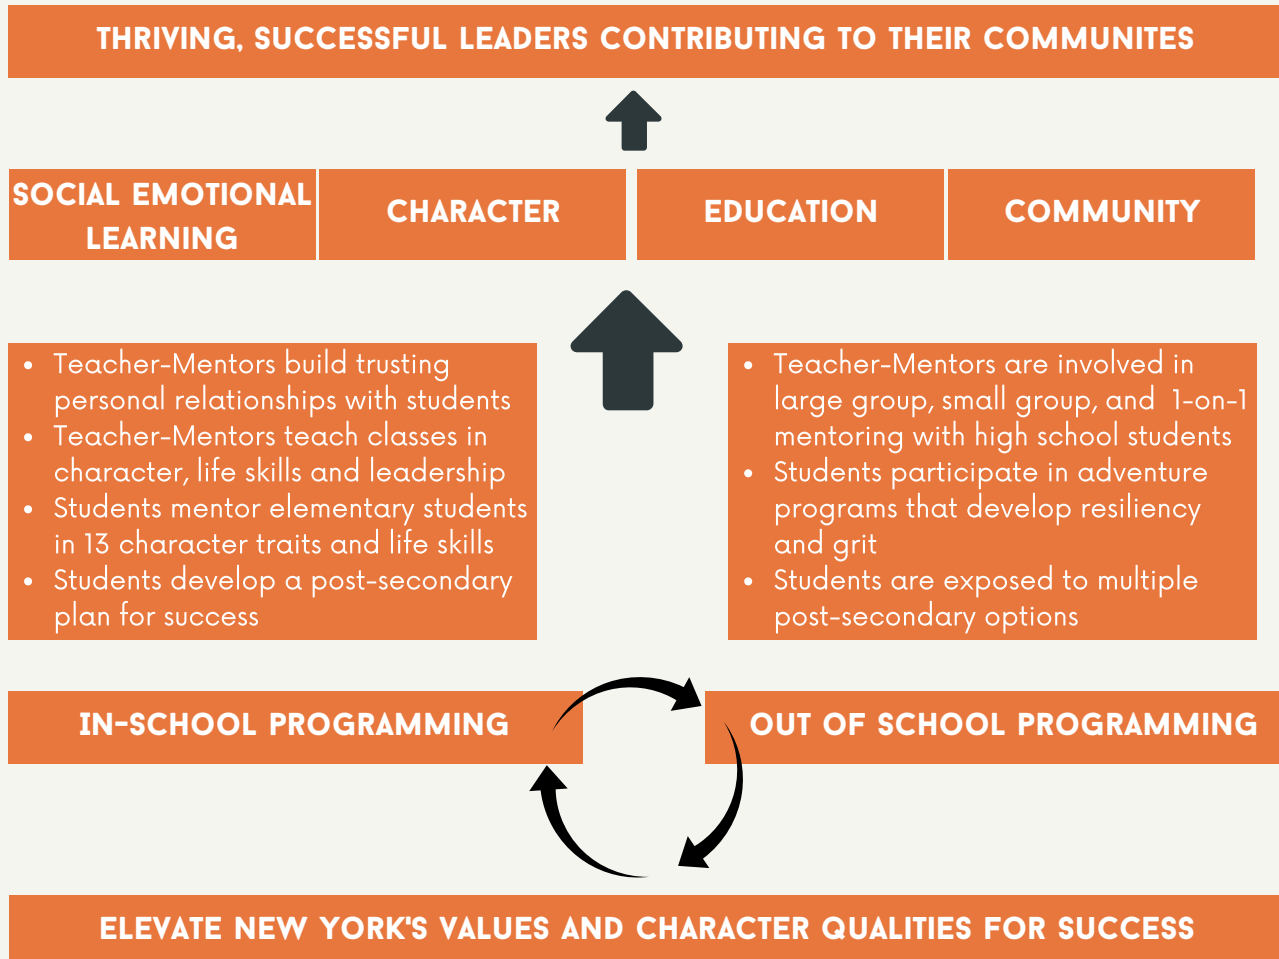 THRIVING, SUCCESSFUL LEADERS CONTRIBUTING TO THEIR COMMUNITES
SOCIAL EMOTIONAL
LEARNING
CHARACTER
EDUCATION
COMMUNITY
• Teacher-Mentors build trusting
personal relationships with students
• Teacher-Mentors teach classes in
character, life skills and leadership
• Students mentor elementary students
in 13 character traits and life skills
• Students develop a post-secondary
plan for success
• Teacher-Mentors are involved in
large group, small group, and 1-on-1
mentoring with high school students
• Students participate in adventure
programs that develop resiliency
and grit
• Students are exposed to multiple
post-secondary options
IN-SCHOOL PROGRAMMING
OUT OF SCHOOL PROGRAMMING
ELEVATE NEW YORK'S VALUES AND CHARACTER QUALITIES FOR SUCCESS